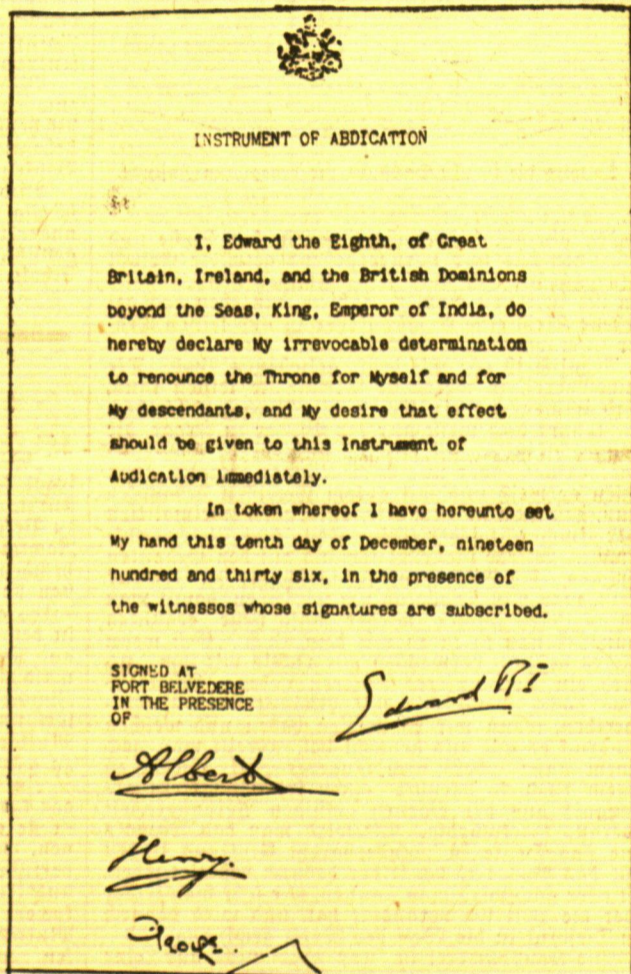 INSTRUMENT OF ABDICATION
I, Edward the Eighth, of Great
Britain, Ireland, and the British Dominions
beyond the Seas, King, Emperor of India, do
hereby declare My irrevocable determination
to renounce the Throne for Myself and for
My descendants, and My desire that effect
should be given to this Instrument of
Abdication immediately.
In token whereof I have hereunto set
My hand this tenth day of December, nineteen
hundred and thirty six, in the presence of
the witnesses whose signatures are subscribed.
SIGNED AT
FORT BELVEDERE
IN THE PRESENCE
OF
Edward RI
Albert
Henry.
George.